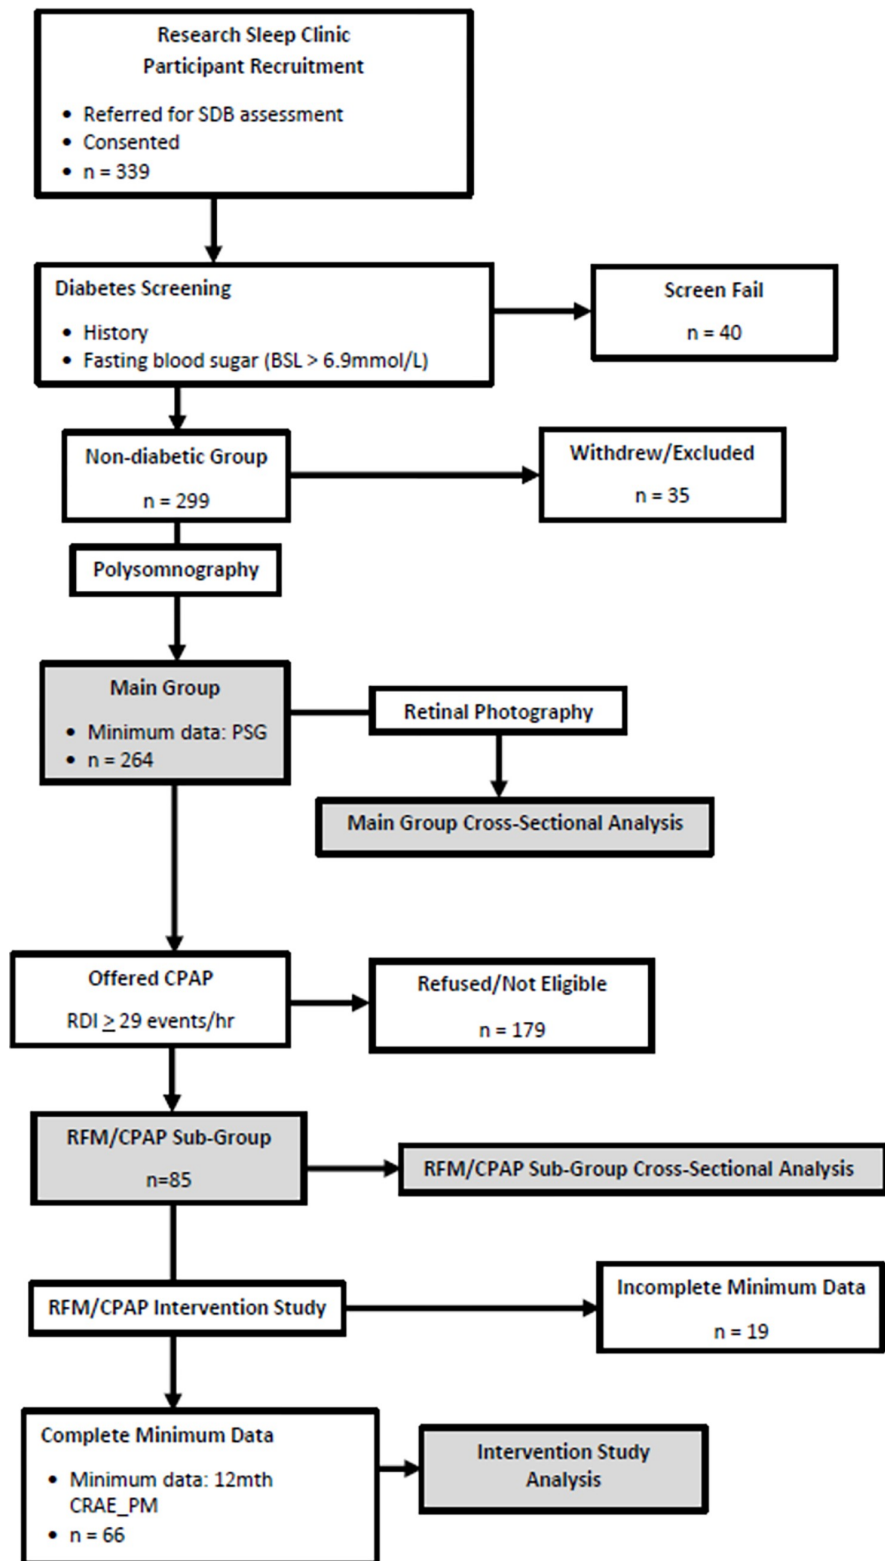 Research Sleep Clinic
Participant Recruitment
• Referred for SDB assessment
• Consented
• n = 339
Diabetes Screening
• History
• Fasting blood sugar (BSL > 6.9mmol/L)
Screen Fail
n = 40
Non-diabetic Group
n = 299
Withdrew/Excluded
n = 35
Polysomnography
Main Group
• Minimum data: PSG
• n = 264
Retinal Photography
Main Group Cross-Sectional Analysis
Offered CPAP
RDI ≥ 29 events/hr
Refused/Not Eligible
n = 179
RFM/CPAP Sub-Group
n=85
RFM/CPAP Sub-Group Cross-Sectional Analysis
RFM/CPAP Intervention Study
Incomplete Minimum Data
n = 19
Complete Minimum Data
• Minimum data: 12mth
CRAE_PM
• n = 66
Intervention Study
Analysis